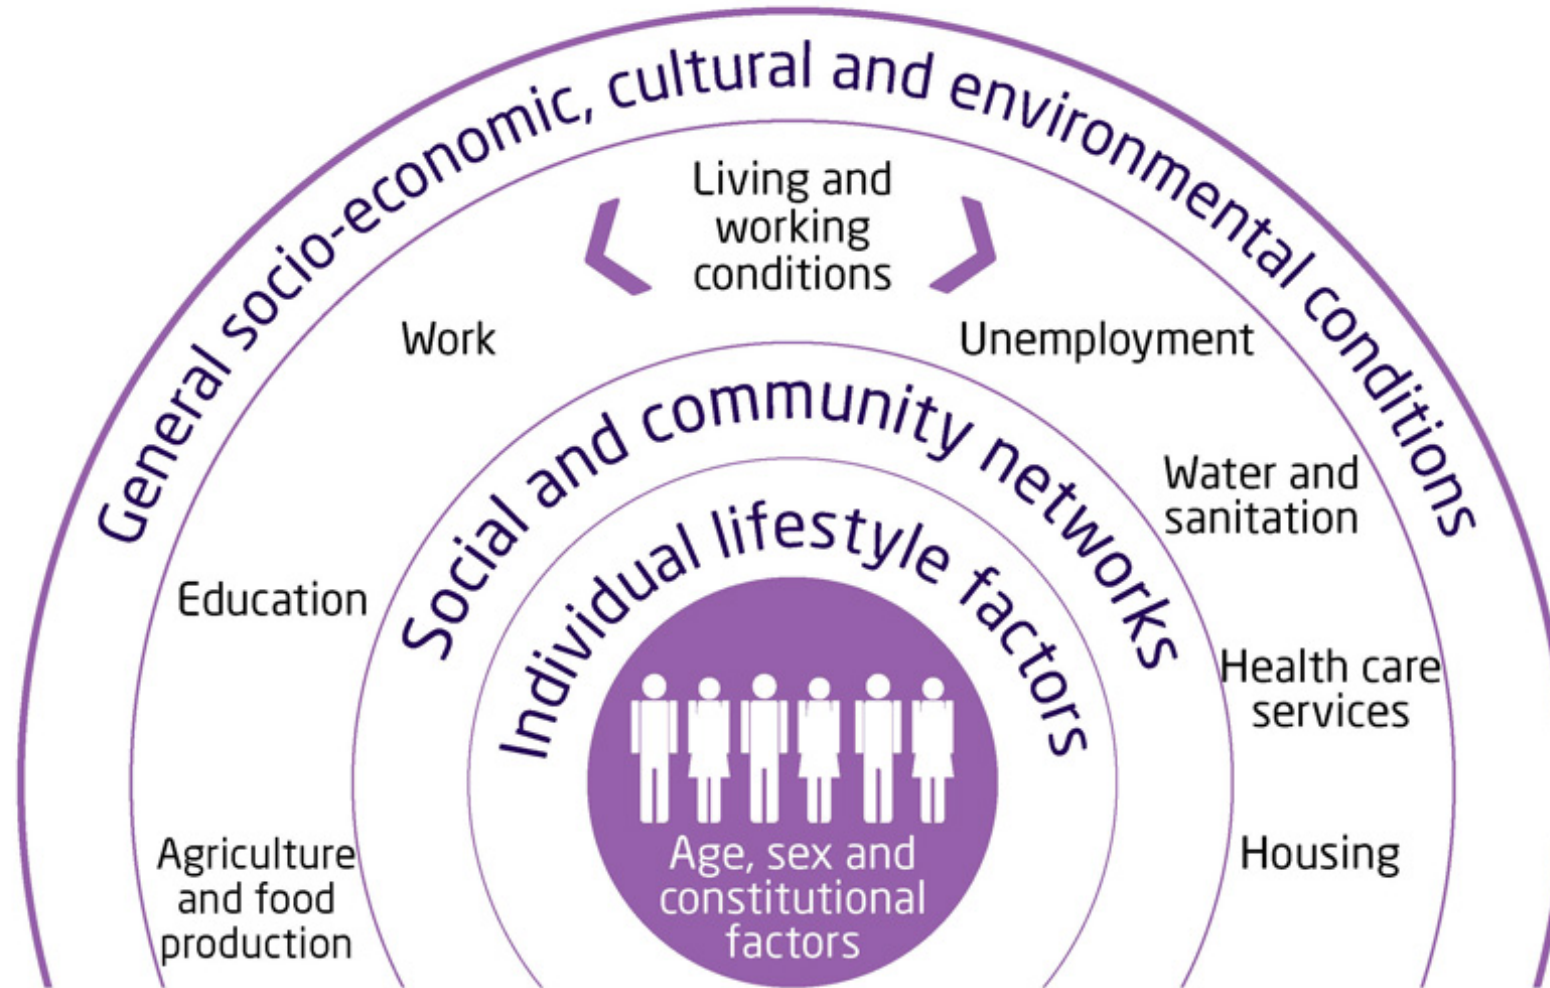 General socio-economic, cultural and environmental conditions
Living and
working
conditions
Work
Unemployment
Social and community networks
Water and
sanitation
Individual lifestyle factors
Education
Health care
services
Agriculture
and food
production
Housing
Age, sex and
constitutional
factors